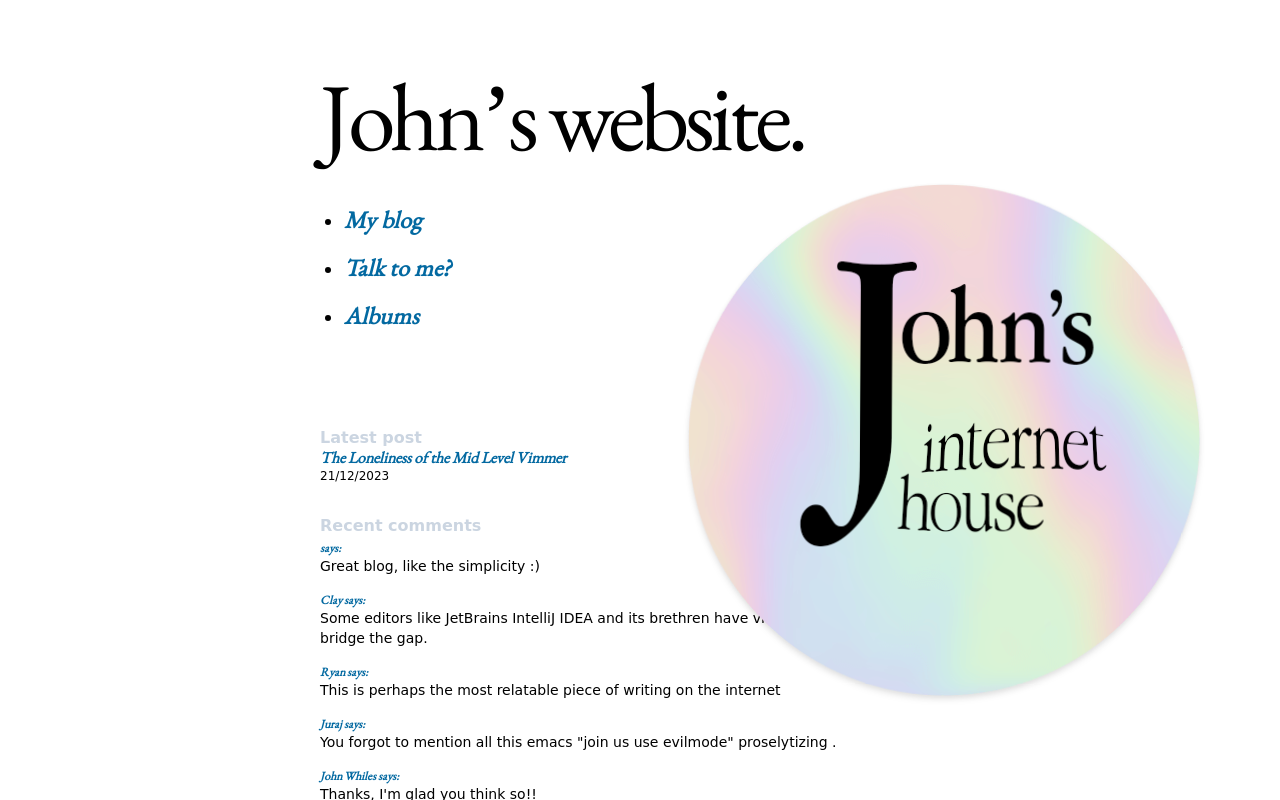 John’s website.
My blog
Talk to me?
Albums
John's
internet
house
Latest post
The Loneliness of the Mid Level Vimmer
21/12/2023
Recent comments
says:
Great blog, like the simplicity :)
Clay says:
Some editors like JetBrains IntelliJ IDEA and its brethren have
bridge the gap.
Ryan says:
This is perhaps the most relatable piece of writing on the internet
Juraj says:
You forgot to mention all this emacs "join us use evilmode" proselytizing .
John Whiles says:
Thanks, I'm glad you think so!!